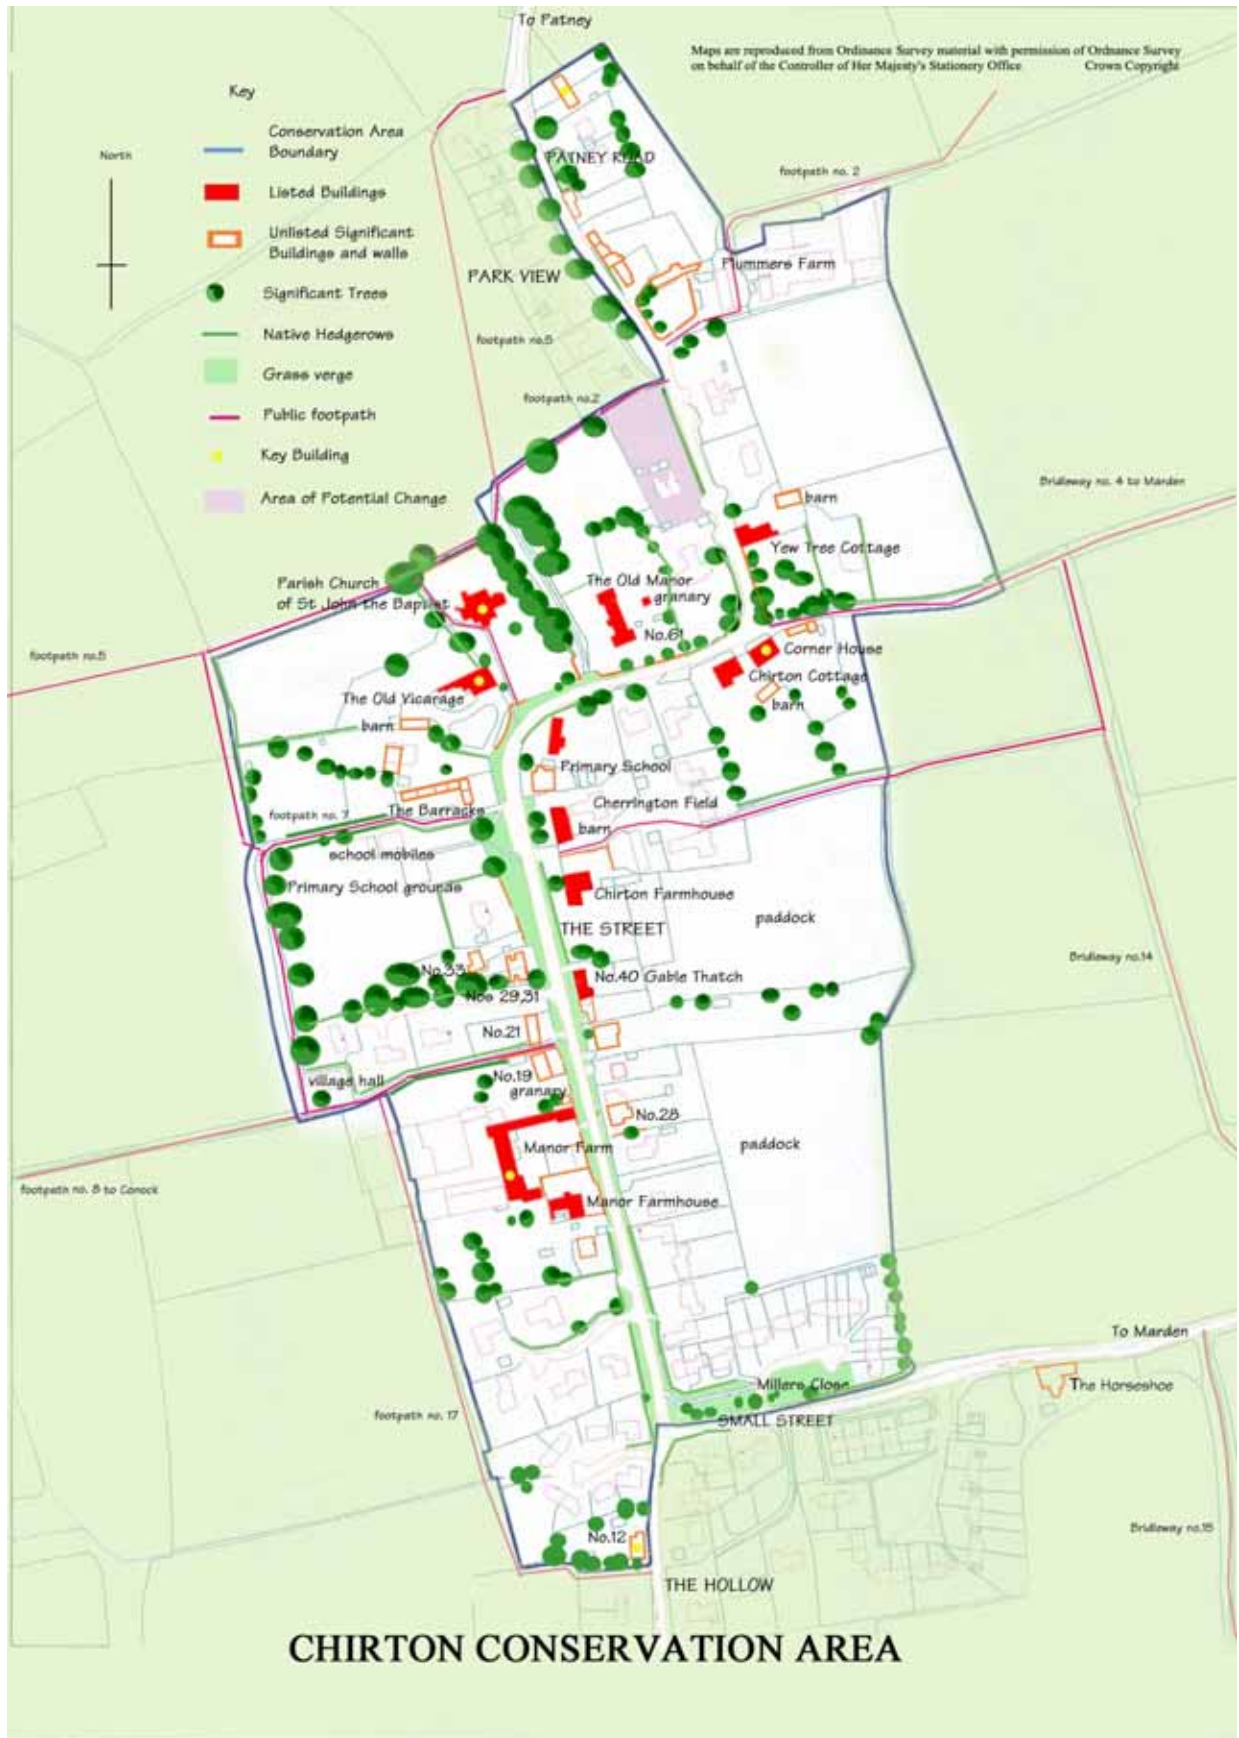 To Patney
Maps are reproduced from Ordinance Survey material with permission of Ordnance Survey
on behalf of the Controller of Her Majesty's Stationery Office Crown Copyright
Key
Conservation Area
Boundary
North
Listed Buildings
Unlisted Significant
Buildings and walls
Significant Trees
Native Hedgerows
Grass verge
Public footpath
Key Building
Area of Potential Change
PATNEY ROAD
footpath no. 2
Plummers Farm
PARK VIEW
footpath no.5
footpath no.2
Bridleway no. 4 to Marden
barn
Yew Tree Cottage
Parish Church
of St John the Baptist
The Old Manor
granary
No.61
footpath no.5
Corner House
Chirton Cottage
The Old Vicarage
barn
barn
Primary School
Cherrington Field
footpath no. 7
The Barracks
barn
school mobiles
Primary School grounds
Chirton Farmhouse
paddock
THE STREET
Bridleway no.14
No.33
No.40 Gable Thatch
Nos 29,31
No.21
village hall
No.19
granary
No.28
Manor Farm
paddock
footpath no. 8 to Conock
Manor Farmhouse
To Marden
Millers Close
The Horseshoe
footpath no. 17
SMALL STREET
Bridleway no.15
No.12
THE HOLLOW
CHIRTON CONSERVATION AREA